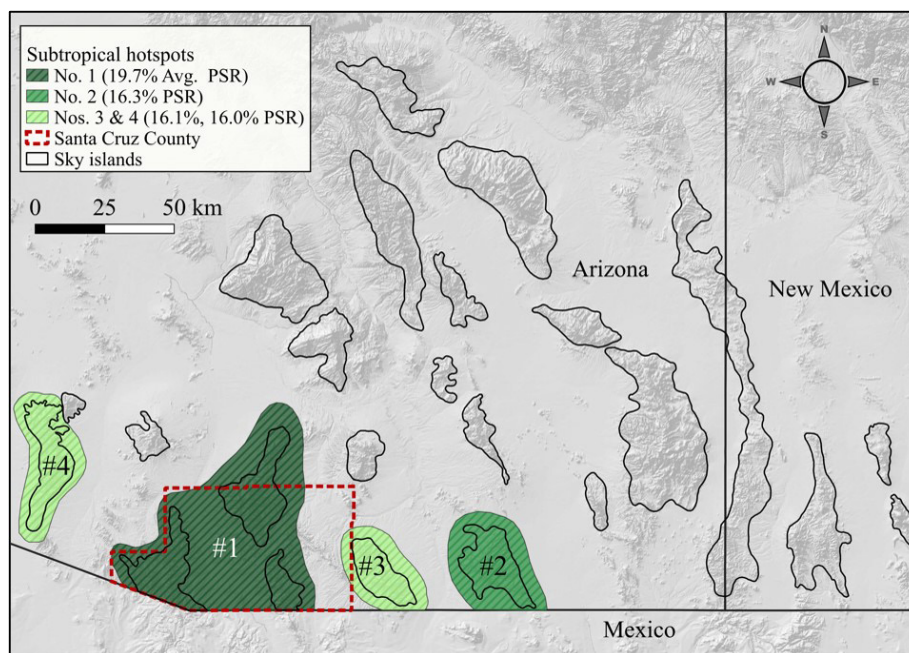 Subtropical hotspots
No. 1 (19.7% Avg. PSR)
No. 2 (16.3% PSR)
Nos. 3 & 4 (16.1%, 16.0% PSR)
Santa Cruz County
Sky islands
0 25 50 km
N
W E
S
Arizona
New Mexico
#4
#1
#3
#2
Mexico